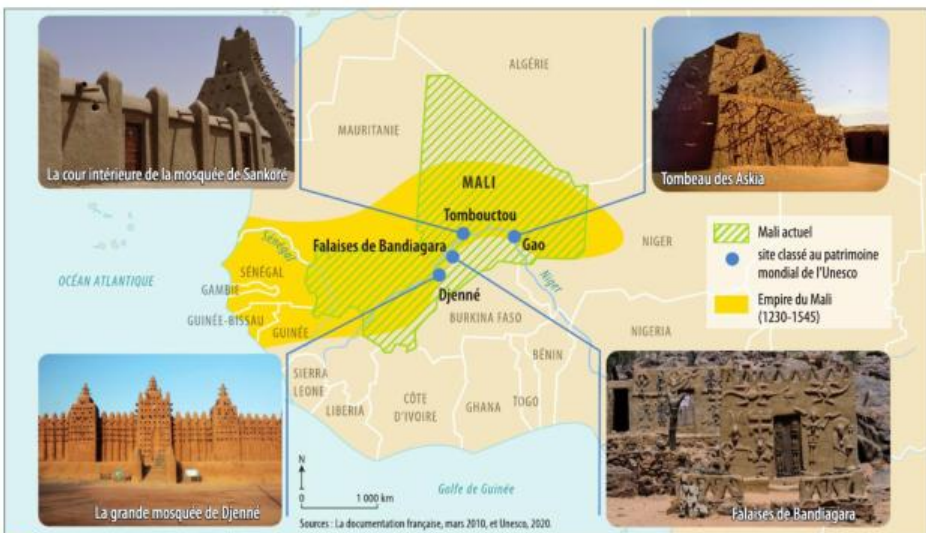 La cour intérieure de la mosquée de Sankoré
Tombeau des Askia
ALGÉRIE
MAURITANIE
MALI
Tombouctou
Gao
Falaises de Bandiagara
Djenné
Sénégal
Niger
NIGER
OCÉAN ATLANTIQUE
SÉNÉGAL
GAMBIE
GUINÉE-BISSAU
GUINÉE
BURKINA FASO
NIGERIA
BÉNIN
SIERRA
LEONE
LIBERIA
CÔTE
D'IVOIRE
GHANA
TOGO
Mali actuel
site classé au patrimoine
mondial de l'Unesco
Empire du Mali
(1230-1545)
N
0
1 000 km
Golfe de Guinée
Sources : La documentation française, mars 2010, et Unesco, 2020.
La grande mosquée de Djenné
Falaises de Bandiagara